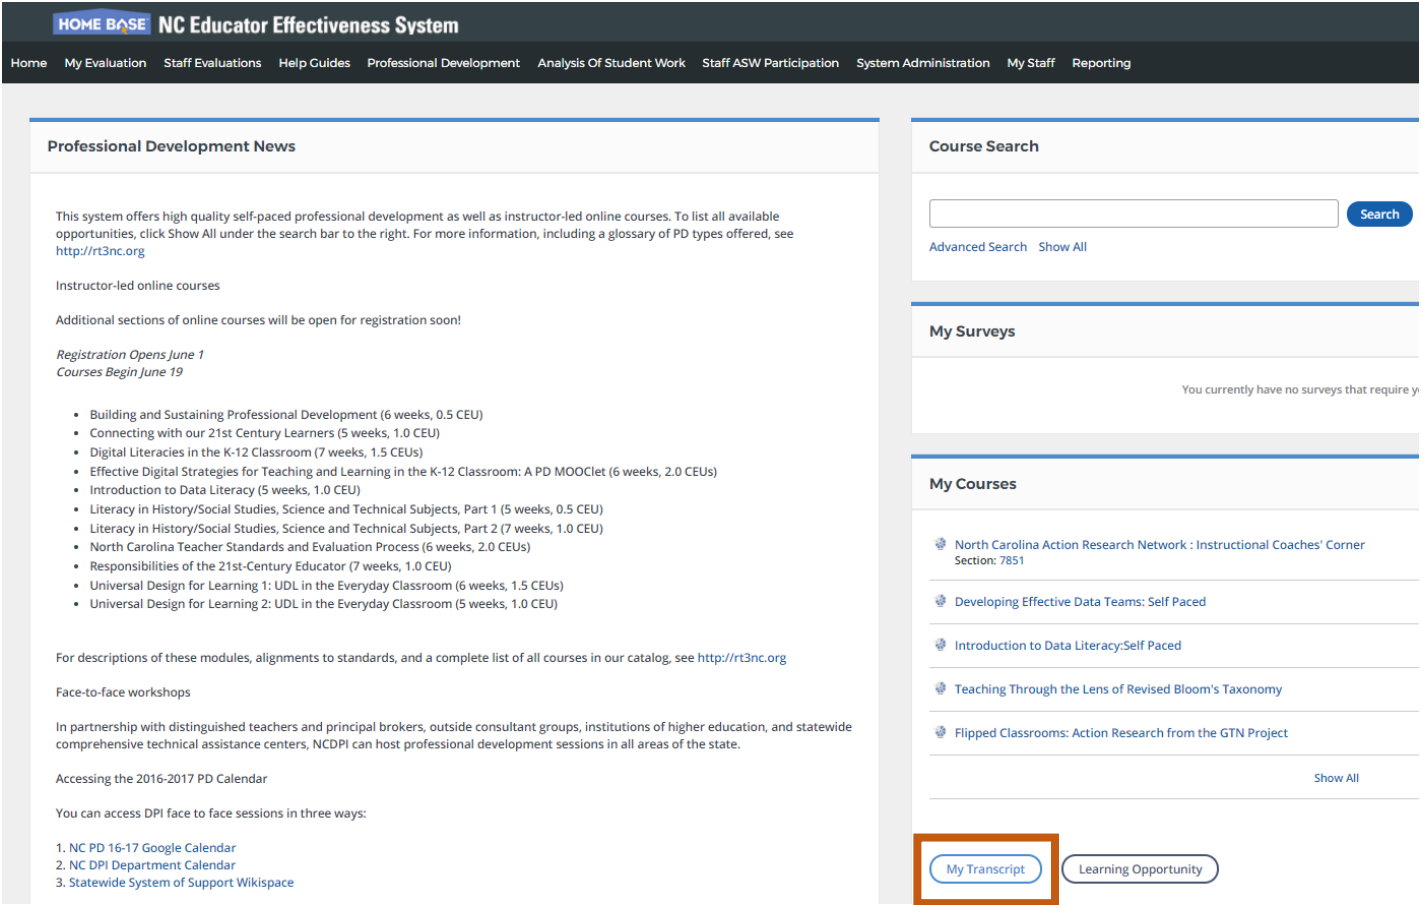 HOME BASE NC Educator Effectiveness System
Home My Evaluation Staff Evaluations Help Guides Professional Development Analysis Of Student Work Staff ASW Participation System Administration My Staff Reporting
Professional Development News
This system offers high quality self-paced professional development as well as instructor-led online courses. To list all available
opportunities, click Show All under the search bar to the right. For more information, including a glossary of PD types offered, see
http://rt3nc.org
Instructor-led online courses
Additional sections of online courses will be open for registration soon!
Registration Opens June 1
Courses Begin June 19
• Building and Sustaining Professional Development (6 weeks, 0.5 CEU)
• Connecting with our 21st Century Learners (5 weeks, 1.0 CEU)
• Digital Literacies in the K-12 Classroom (7 weeks, 1.5 CEUs)
• Effective Digital Strategies for Teaching and Learning in the K-12 Classroom: A PD MOOClet (6 weeks, 2.0 CEUs)
• Introduction to Data Literacy (5 weeks, 1.0 CEU)
• Literacy in History/Social Studies, Science and Technical Subjects, Part 1 (5 weeks, 0.5 CEU)
• Literacy in History/Social Studies, Science and Technical Subjects, Part 2 (7 weeks, 1.0 CEU)
• North Carolina Teacher Standards and Evaluation Process (6 weeks, 2.0 CEUs)
• Responsibilities of the 21st-Century Educator (7 weeks, 1.0 CEU)
• Universal Design for Learning 1: UDL in the Everyday Classroom (6 weeks, 1.5 CEUs)
• Universal Design for Learning 2: UDL in the Everyday Classroom (5 weeks, 1.0 CEU)
For descriptions of these modules, alignments to standards, and a complete list of all courses in our catalog, see http://rt3nc.org
Face-to-face workshops
In partnership with distinguished teachers and principal brokers, outside consultant groups, institutions of higher education, and statewide
comprehensive technical assistance centers, NCDPI can host professional development sessions in all areas of the state.
Accessing the 2016-2017 PD Calendar
You can access DPI face to face sessions in three ways:
1. NC PD 16-17 Google Calendar
2. NC DPI Department Calendar
3. Statewide System of Support Wikispace
Course Search
Search
Advanced Search Show All
My Surveys
You currently have no surveys that require
My Courses
North Carolina Action Research Network : Instructional Coaches' Corner
Section: 7851
Developing Effective Data Teams: Self Paced
Introduction to Data Literacy:Self Paced
Teaching Through the Lens of Revised Bloom's Taxonomy
Flipped Classrooms: Action Research from the GTN Project
Show All
My Transcript Learning Opportunity